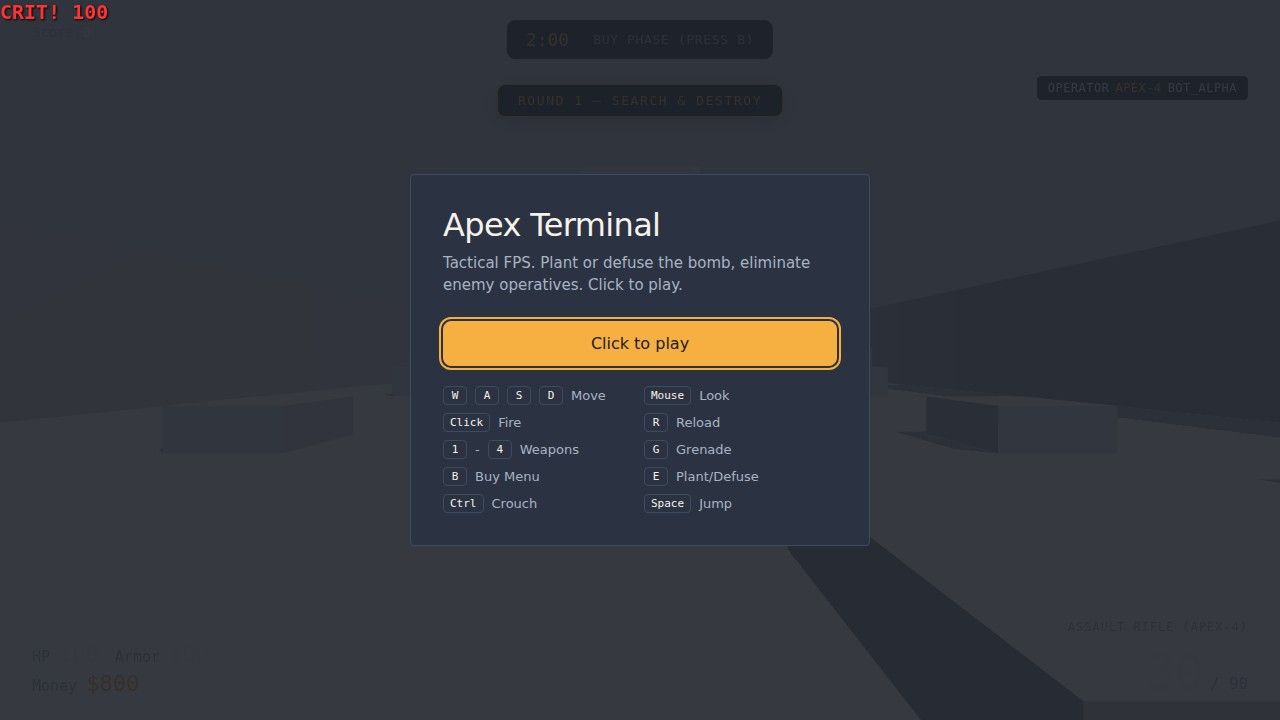 CRIT! 100
2:00 BUY PHASE (PRESS B)
ROUND 1 — SEARCH & DESTROY
OPERATOR APEX-4 BOT_ALPHA
Apex Terminal
Tactical FPS. Plant or defuse the bomb, eliminate
enemy operatives. Click to play.
Click to play
W A S D Move
Mouse Look
Click Fire
R Reload
1 - 4 Weapons
G Grenade
B Buy Menu
E Plant/Defuse
Ctrl Crouch
Space Jump
HP Armor
Money $800
ASSAULT RIFLE (APEX-4)
30 / 90